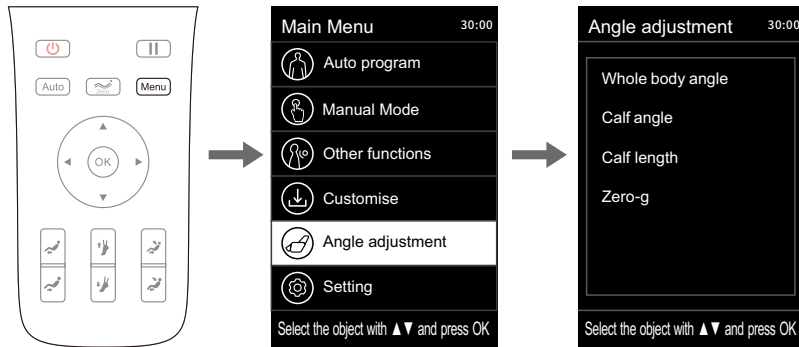 Auto
Zero
Menu
OK
Main Menu 30:00
Auto program
Manual Mode
Other functions
Customise
Angle adjustment
Setting
Select the object with ▲▼ and press OK
Angle adjustment 30:00
Whole body angle
Calf angle
Calf length
Zero-g
Select the object with ▲▼ and press OK